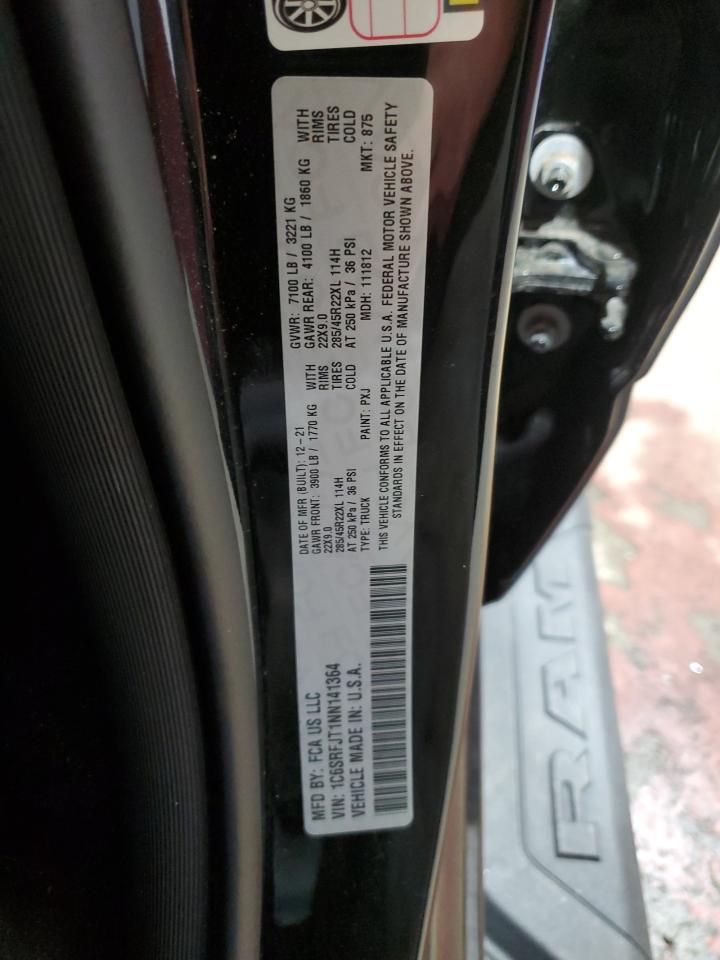 MFD BY: FCA US LLC
VIN: 1C6SRFJT1NN141364
VEHICLE MADE IN: U.S.A.
DATE OF MFR (BUILT): 12-21
GAWR FRONT: 3900 LB / 1770 KG WITH
22X9.0 RIMS
285/45R22XL 114H TIRES
AT 250 kPa / 36 PSI COLD
TYPE: TRUCK PAINT: PXJ
GVWR: 7100 LB / 3221 KG
GAWR REAR: 4100 LB / 1860 KG WITH
22X9.0 RIMS
285/45R22XL 114H TIRES
AT 250 kPa / 36 PSI COLD
MDH: 111812 MKT: 875
THIS VEHICLE CONFORMS TO ALL APPLICABLE U.S.A. FEDERAL MOTOR VEHICLE SAFETY
STANDARDS IN EFFECT ON THE DATE OF MANUFACTURE SHOWN ABOVE.
RAM